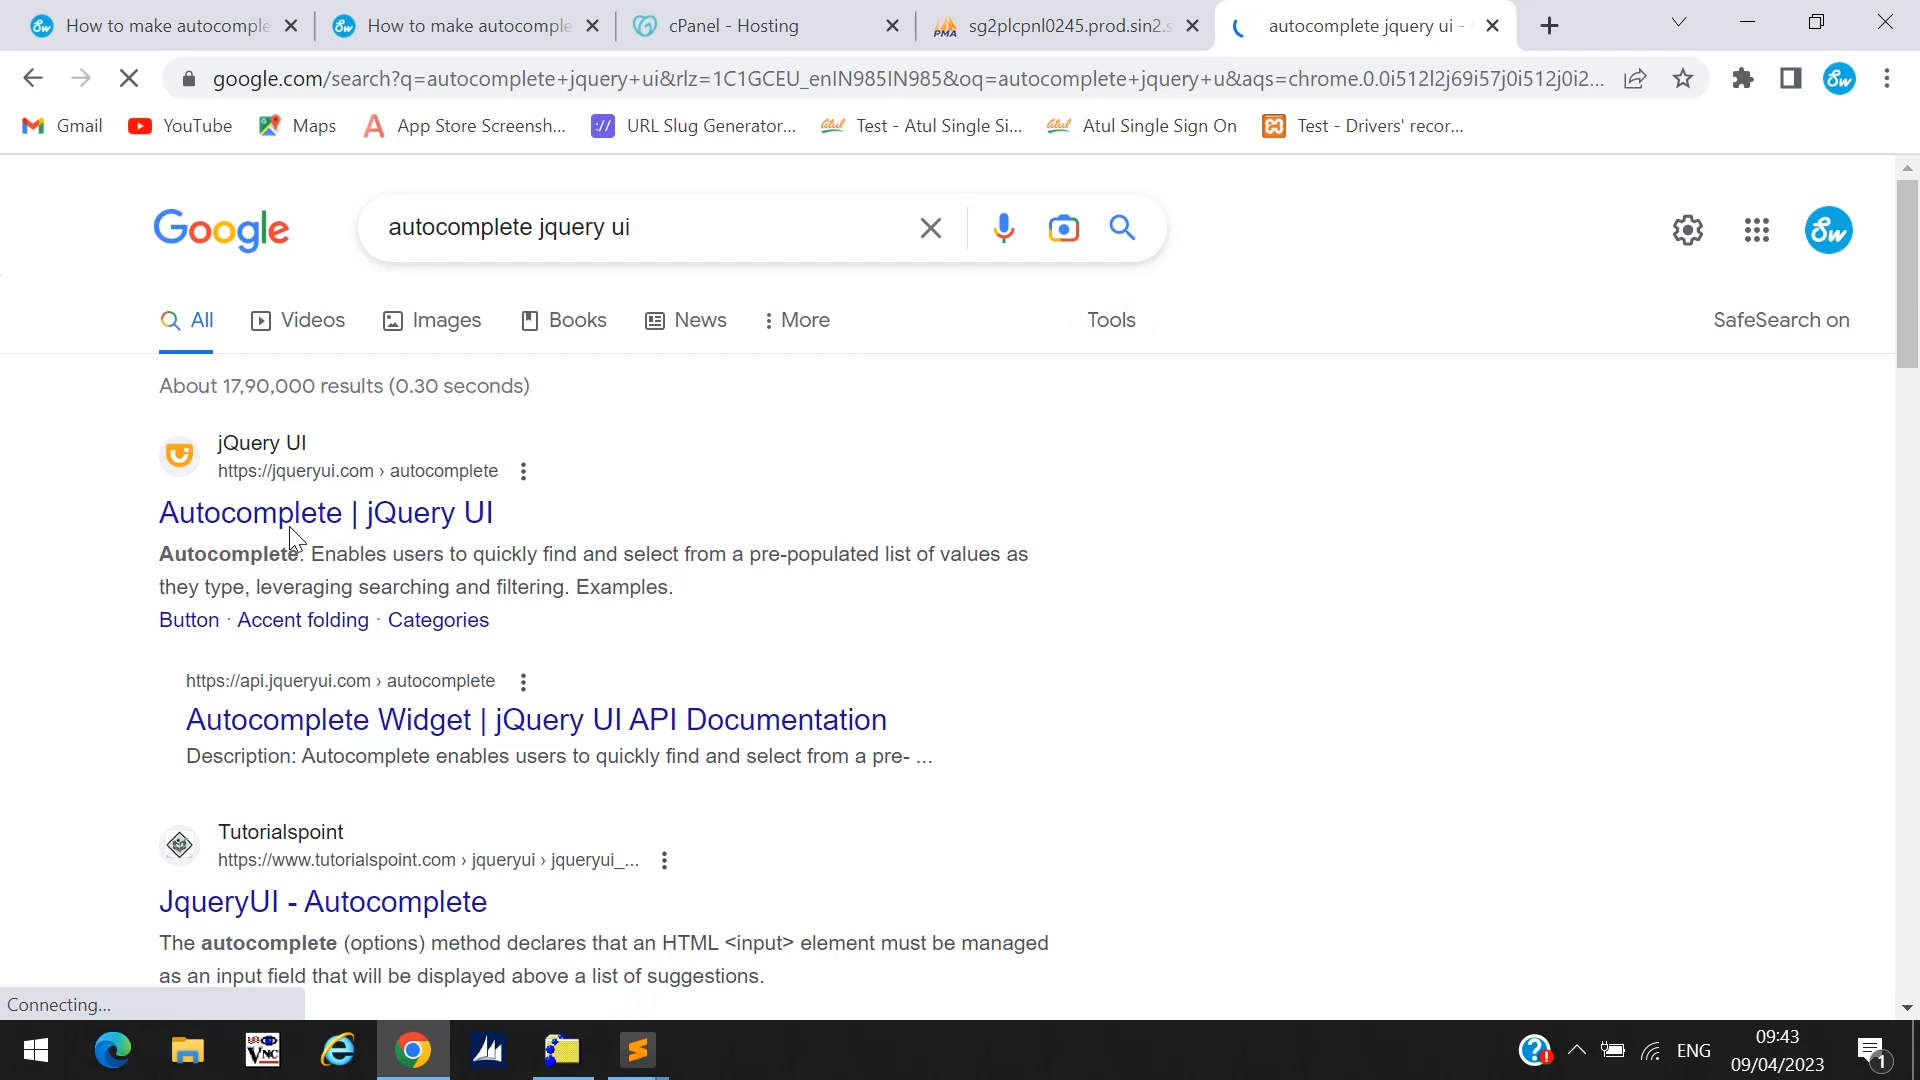 How to make autocomple
How to make autocomple
cPanel - Hosting
sg2plcpnl0245.prod.sin2.s
autocomplete jquery ui -
google.com/search?q=autocomplete+jquery+ui&rlz=1C1GCEU_enIN985IN985&oq=autocomplete+jquery+u&aqs=chrome.0.0i512l2j69i57j0i512j0i2...
Gmail
YouTube
Maps
App Store Screensh...
URL Slug Generator...
Test - Atul Single Si...
Atul Single Sign On
Test - Drivers' recor...
Google
autocomplete jquery ui
Sw
All
Videos
Images
Books
News
More
Tools
SafeSearch on
About 17,90,000 results (0.30 seconds)
jQuery UI
https://jqueryui.com › autocomplete
Autocomplete | jQuery UI
Autocomplete. Enables users to quickly find and select from a pre-populated list of values as
they type, leveraging searching and filtering. Examples.
Button · Accent folding · Categories
https://api.jqueryui.com › autocomplete
Autocomplete Widget | jQuery UI API Documentation
Description: Autocomplete enables users to quickly find and select from a pre- ...
Tutorialspoint
https://www.tutorialspoint.com › jqueryui › jqueryui_...
JqueryUI - Autocomplete
The autocomplete (options) method declares that an HTML <input> element must be managed
as an input field that will be displayed above a list of suggestions.
Connecting...
ENG
09:43
09/04/2023
1